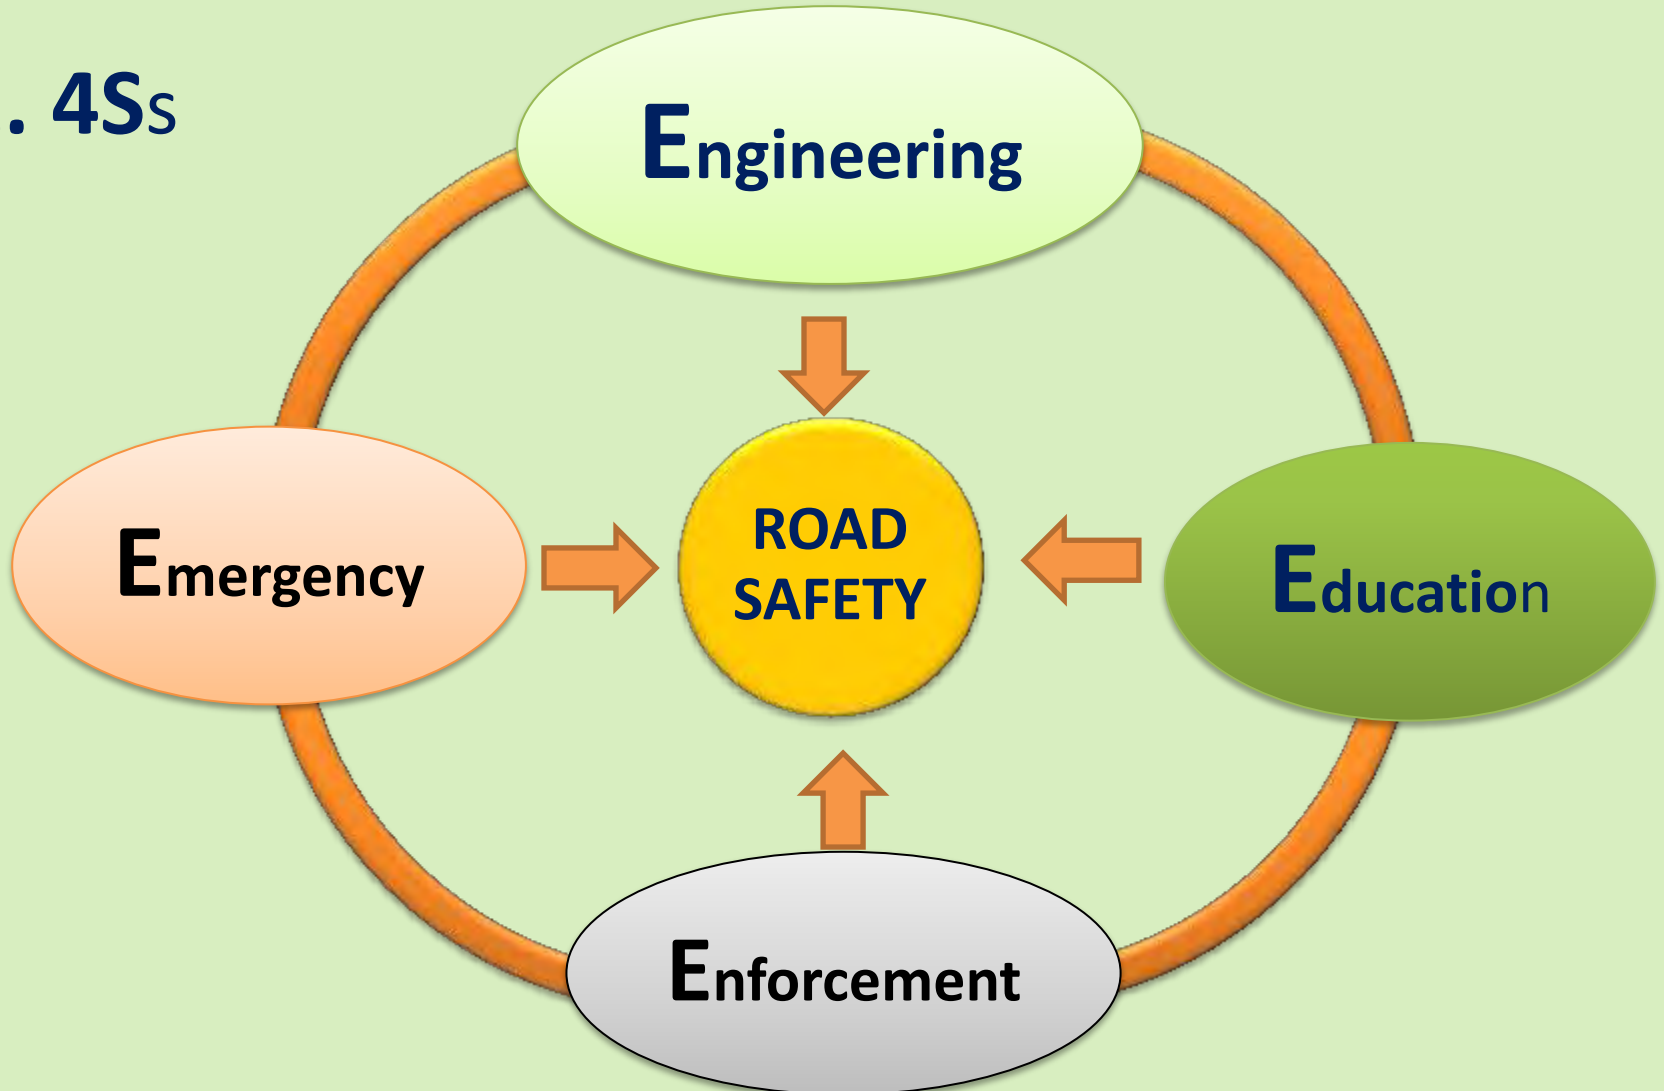 . 4Ss
Engineering
Emergency
ROAD
SAFETY
Education
Enforcement